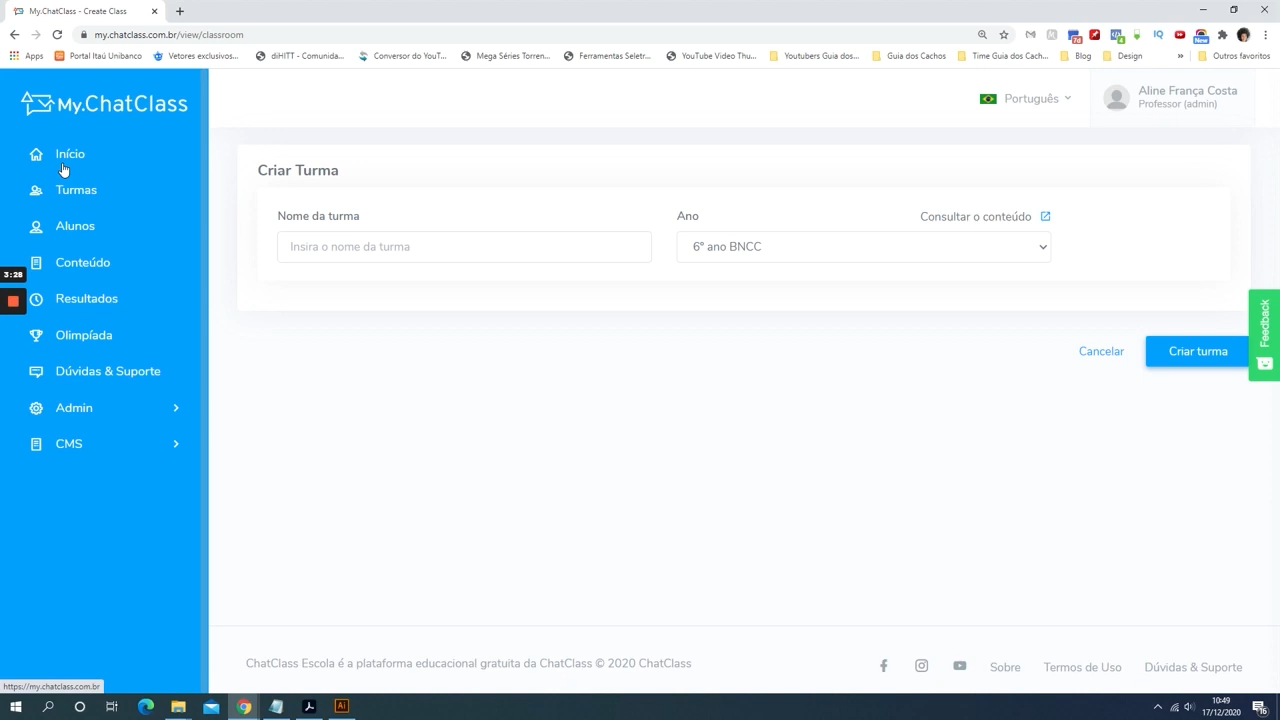 My.ChatClass - Create Class
my.chatclass.com.br/view/classroom
Apps
Portal Itaú Unibanco
Vetores exclusivos...
diHITT - Comunida...
Conversor do YouT...
Mega Séries Torren...
Ferramentas Seletr...
YouTube Video Thu...
Youtubers Guia dos...
Guia dos Cachos
Time Guia dos Cach...
Blog
Design
»
Outros favoritos
My.ChatClass
Português
Aline França Costa
Professor (admin)
Início
Turmas
Alunos
Conteúdo
3:28
Resultados
Olimpíada
Dúvidas & Suporte
Admin
CMS
Criar Turma
Nome da turma
Ano
Consultar o conteúdo
Insira o nome da turma
6º ano BNCC
Cancelar
Criar turma
Feedback
ChatClass Escola é a plataforma educacional gratuita da ChatClass © 2020 ChatClass
Sobre
Termos de Uso
Dúvidas & Suporte
https://my.chatclass.com.br
Ai
10:49
17/12/2020